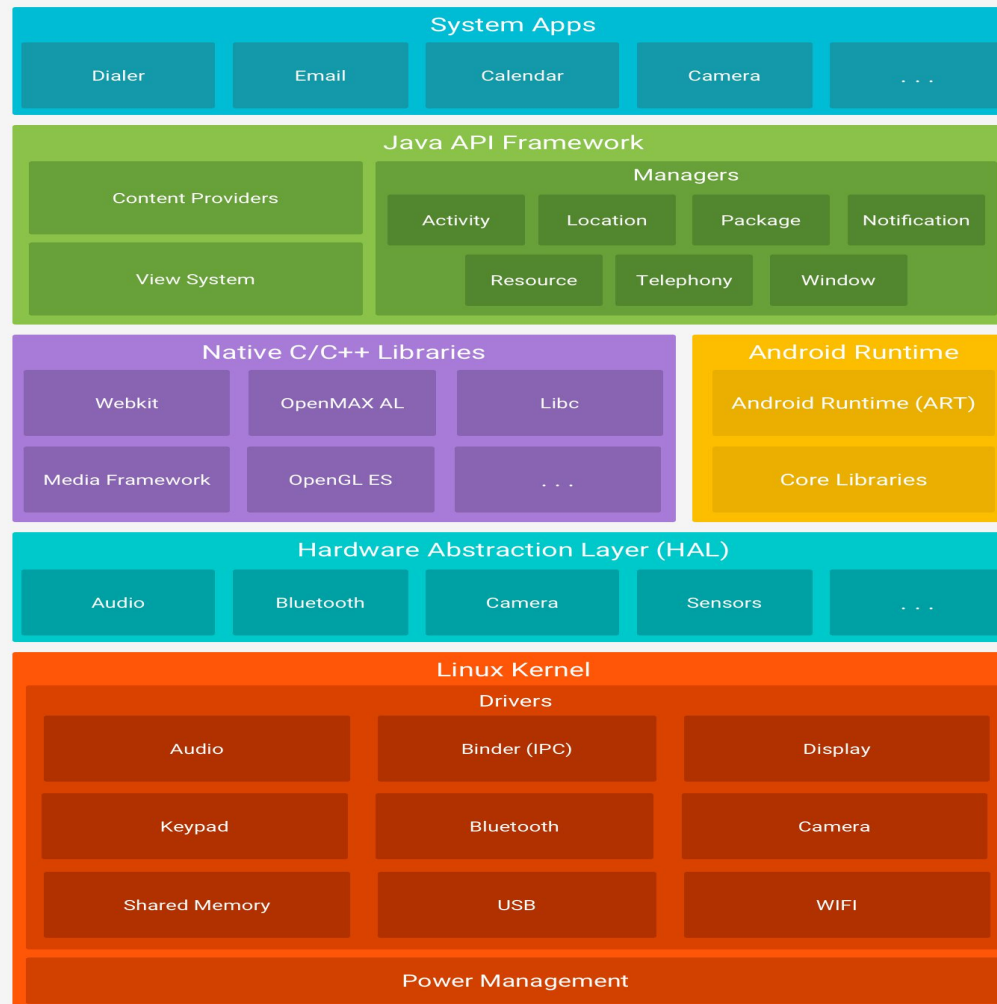 System Apps
Dialer
Email
Calendar
Camera
. . .
Java API Framework
Content Providers
View System
Managers
Activity
Location
Package
Notification
Resource
Telephony
Window
Native C/C++ Libraries
Webkit
OpenMAX AL
Libc
Media Framework
OpenGL ES
. . .
Android Runtime
Android Runtime (ART)
Core Libraries
Hardware Abstraction Layer (HAL)
Audio
Bluetooth
Camera
Sensors
. . .
Linux Kernel
Drivers
Audio
Binder (IPC)
Display
Keypad
Bluetooth
Camera
Shared Memory
USB
WIFI
Power Management